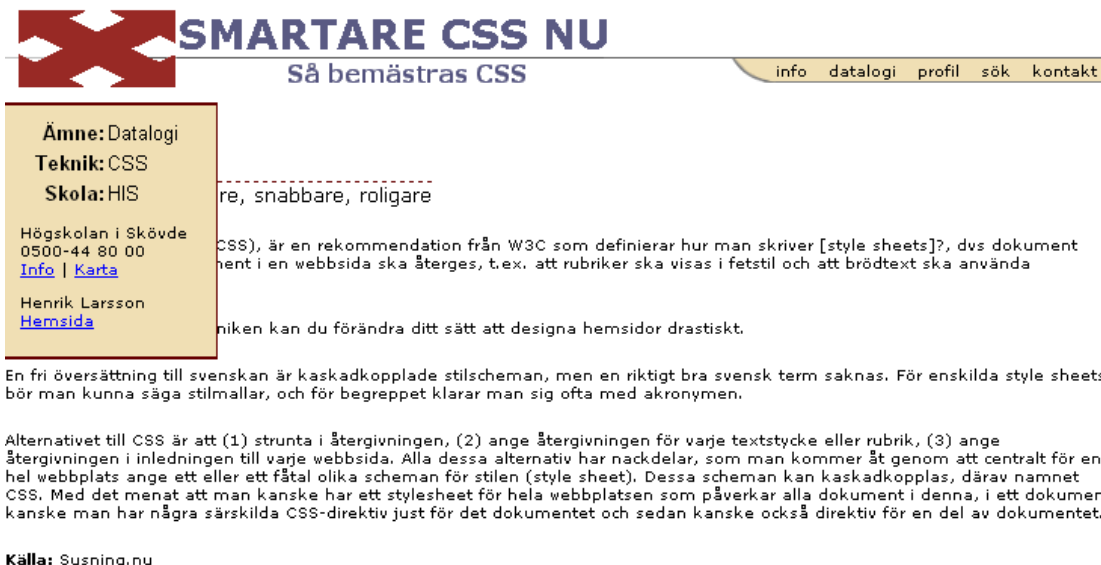 SMARTARE CSS NU
Så bemästras CSS
info datalogi profil sök kontakt
Ämne: Datalogi
Teknik: CSS
Skola: HIS
Högskolan i Skövde
0500-44 80 00
Info | Karta
Henrik Larsson
Hemsida
re, snabbare, roligare
CSS), är en rekommendation från W3C som definierar hur man skriver [style sheets]?, dvs dokument
nent i en webbsida ska återges, t.ex. att rubriker ska visas i fetstil och att brödtext ska använda
niken kan du förändra ditt sätt att designa hemsidor drastiskt.
En fri översättning till svenskan är kaskadkopplade stilscheman, men en riktigt bra svensk term saknas. För enskilda style sheets
bör man kunna säga stilmallar, och för begreppet klarar man sig ofta med akronymen.
Alternativet till CSS är att (1) strunta i återgivningen, (2) ange återgivningen för varje textstycke eller rubrik, (3) ange
återgivningen i inledningen till varje webbsida. Alla dessa alternativ har nackdelar, som man kommer åt genom att centralt för en
hel webbplats ange ett eller ett fåtal olika scheman för stilen (style sheet). Dessa scheman kan kaskadkopplas, därav namnet
CSS. Med det menat att man kanske har ett stylesheet för hela webbplatsen som påverkar alla dokument i denna, i ett dokumen
kanske man har några särskilda CSS-direktiv just för det dokumentet och sedan kanske också direktiv för en del av dokumentet.
Källa: Susning.nu